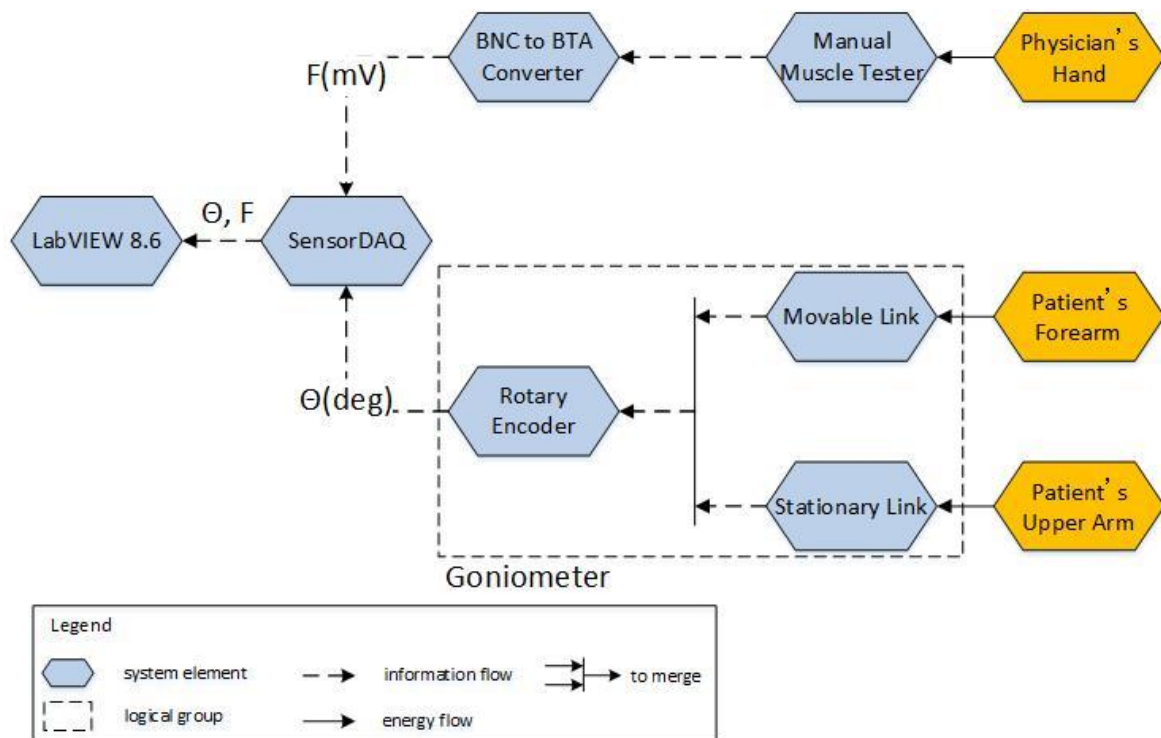 BNC to BTA
Converter
Manual
Muscle Tester
Physician's
Hand
F(mV)
LabVIEW 8.6
Θ, F
SensorDAQ
Movable Link
Patient's
Forearm
Θ(deg)
Rotary
Encoder
Stationary Link
Patient's
Upper Arm
Goniometer
Legend
system element
information flow
to merge
logical group
energy flow